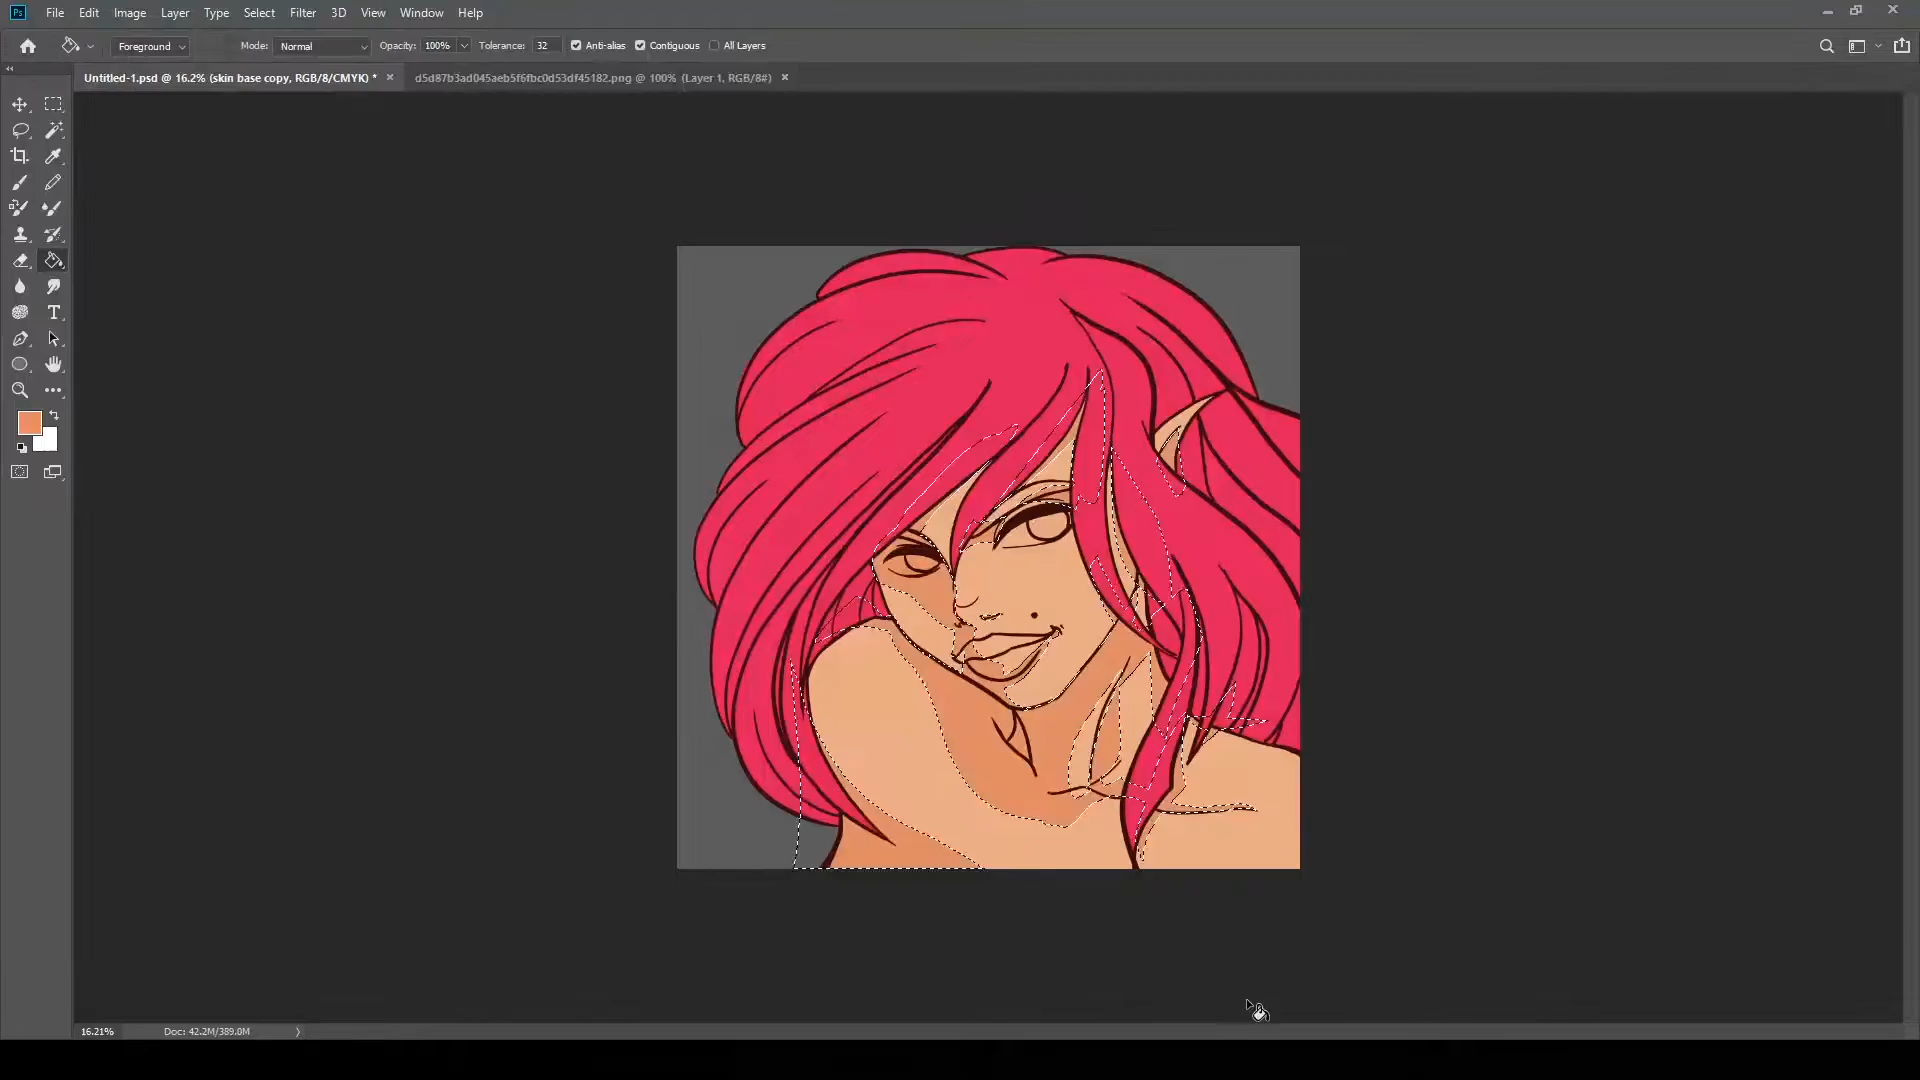 Ps File Edit Image Layer Type Select Filter 3D View Window Help
Foreground Mode: Normal Opacity: 100% Tolerance: 32 Anti-alias Contiguous All Layers
Untitled-1.psd @ 16.2% (skin base copy, RGB/8/CMYK) * d5d87b3ad045aeb5f6fbc0d53df45182.png @ 100% (Layer 1, RGB/8#)
T
16.21% Doc: 42.2M/389.0M